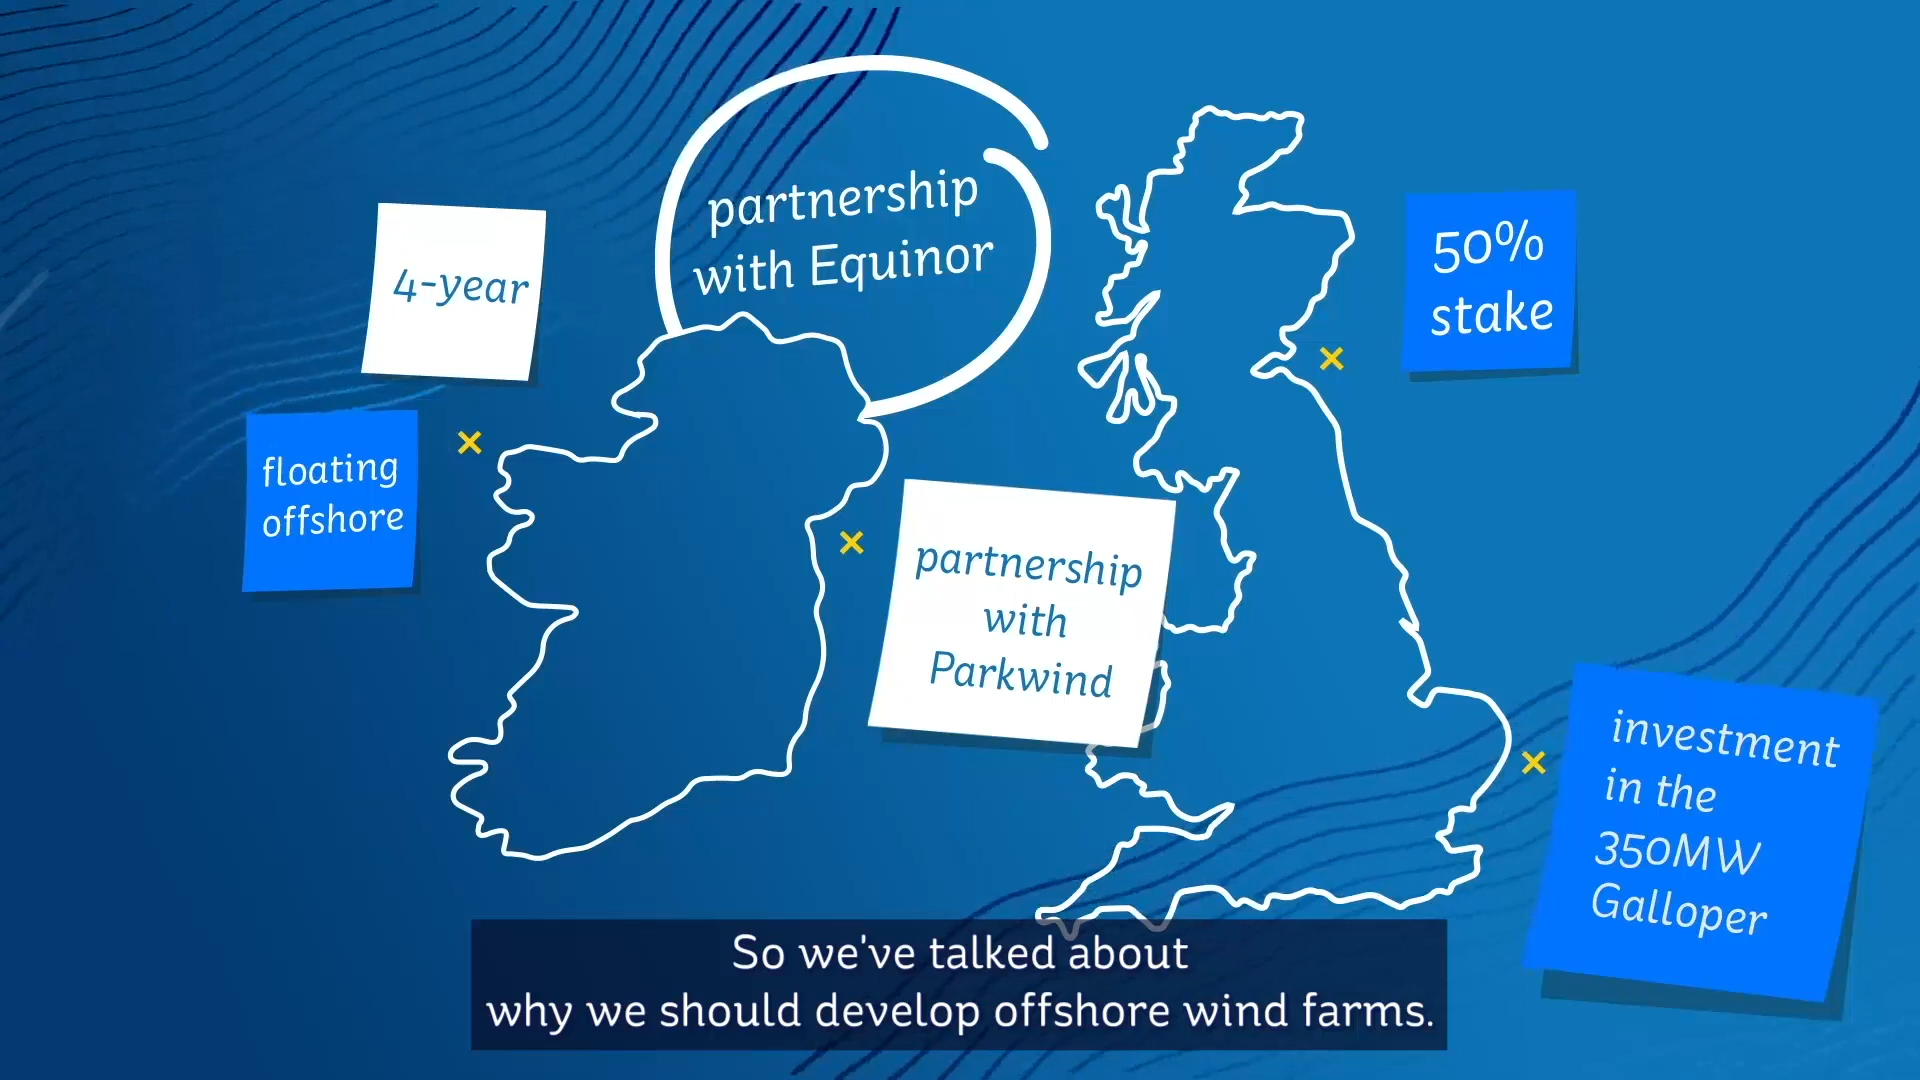 partnership
with Equinor
4-year
50%
stake
floating
offshore
partnership
with
Parkwind
investment
in the
350MW
Galloper
So we've talked about
why we should develop offshore wind farms.